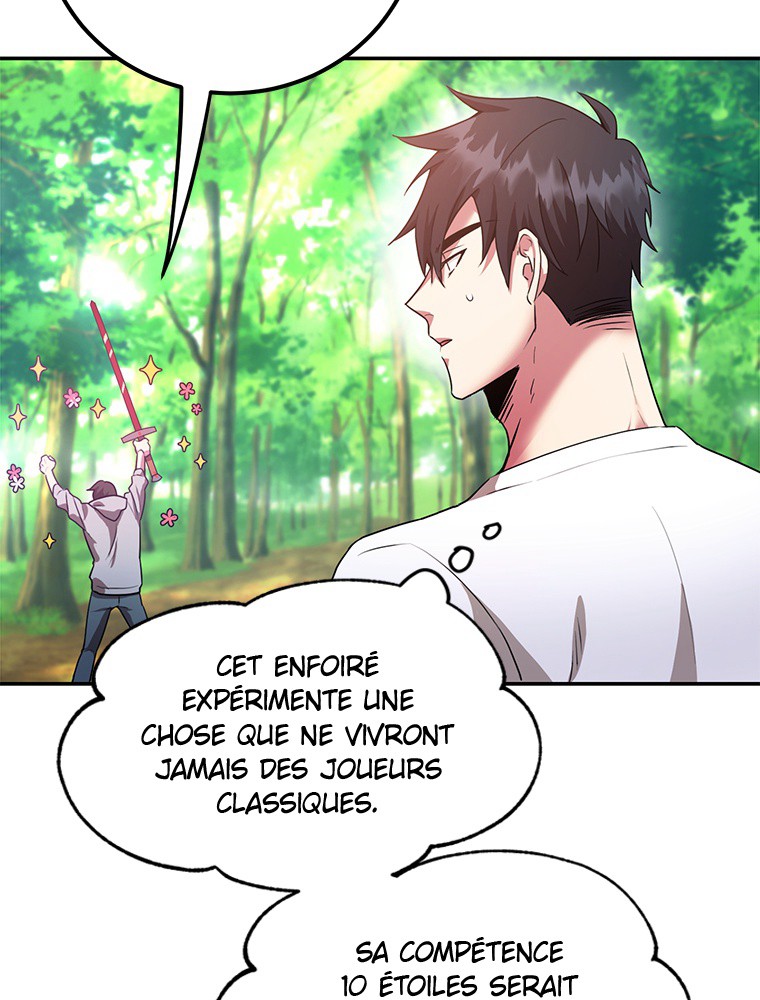 CET ENFOIRÉ
EXPÉRIMENTE UNE
CHOSE QUE NE VIVRONT
JAMAIS DES JOUEURS
CLASSIQUES.
SA COMPÉTENCE
10 ÉTOILES SERAIT